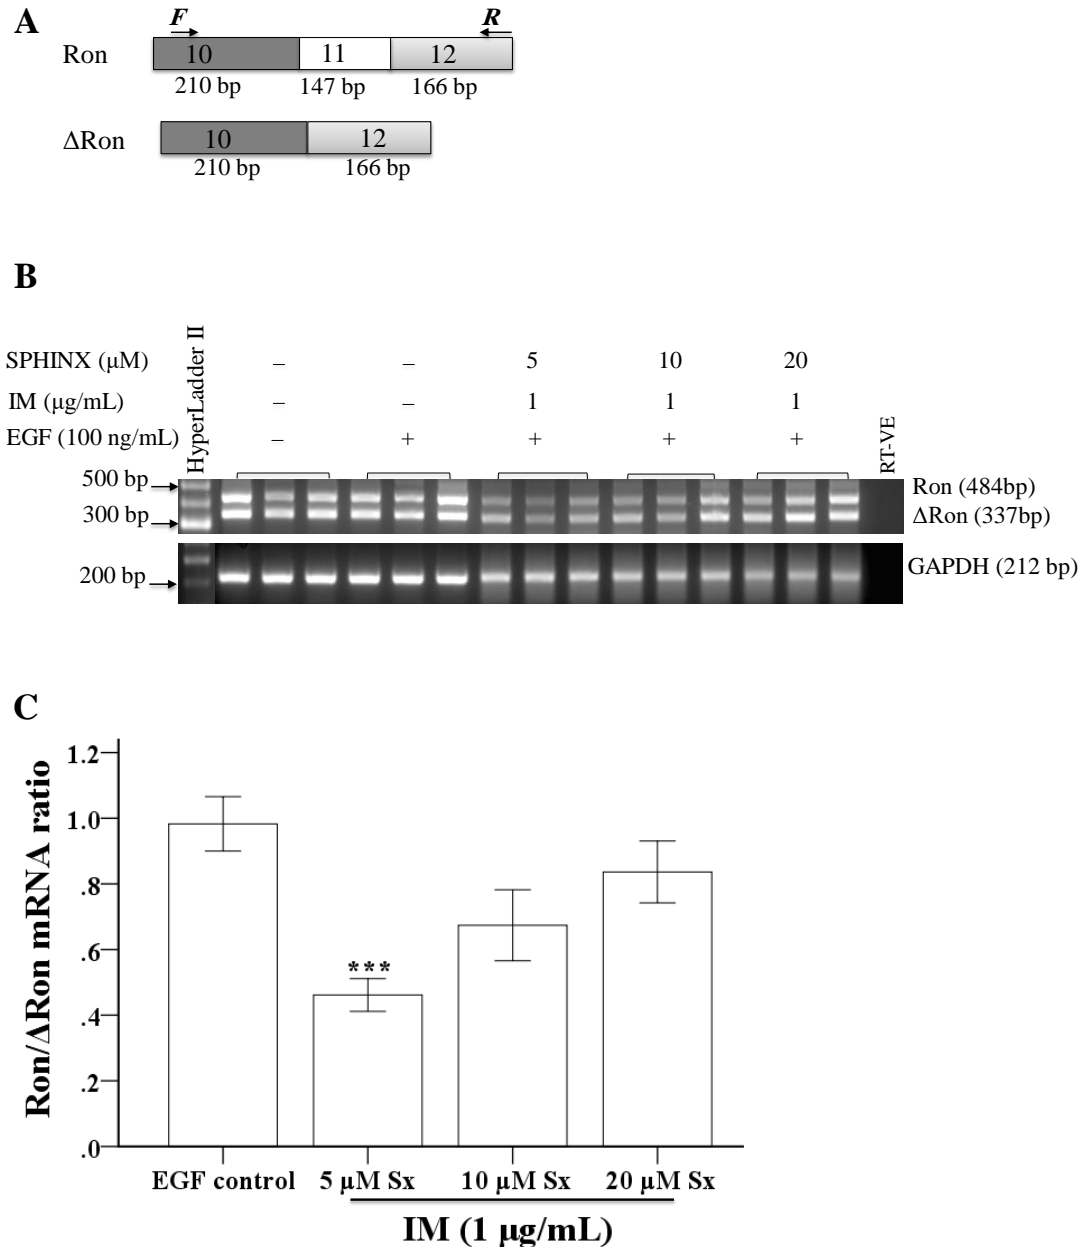 A
F R
Ron 10 11 12
210 bp 147 bp 166 bp
ΔRon 10 12
210 bp 166 bp
B
HyperLadder II
SPHINX (μM) – – 5 10 20
IM (μg/mL) – – 1 1 1
EGF (100 ng/mL) – + + + +
RT-VE
500 bp Ron (484bp)
300 bp ΔRon (337bp)
200 bp GAPDH (212 bp)
C
Ron/ΔRon mRNA ratio
1.2
1.0
.8
.6
***
.4
.2
.0
EGF control 5 μM Sx 10 μM Sx 20 μM Sx
IM (1 μg/mL)